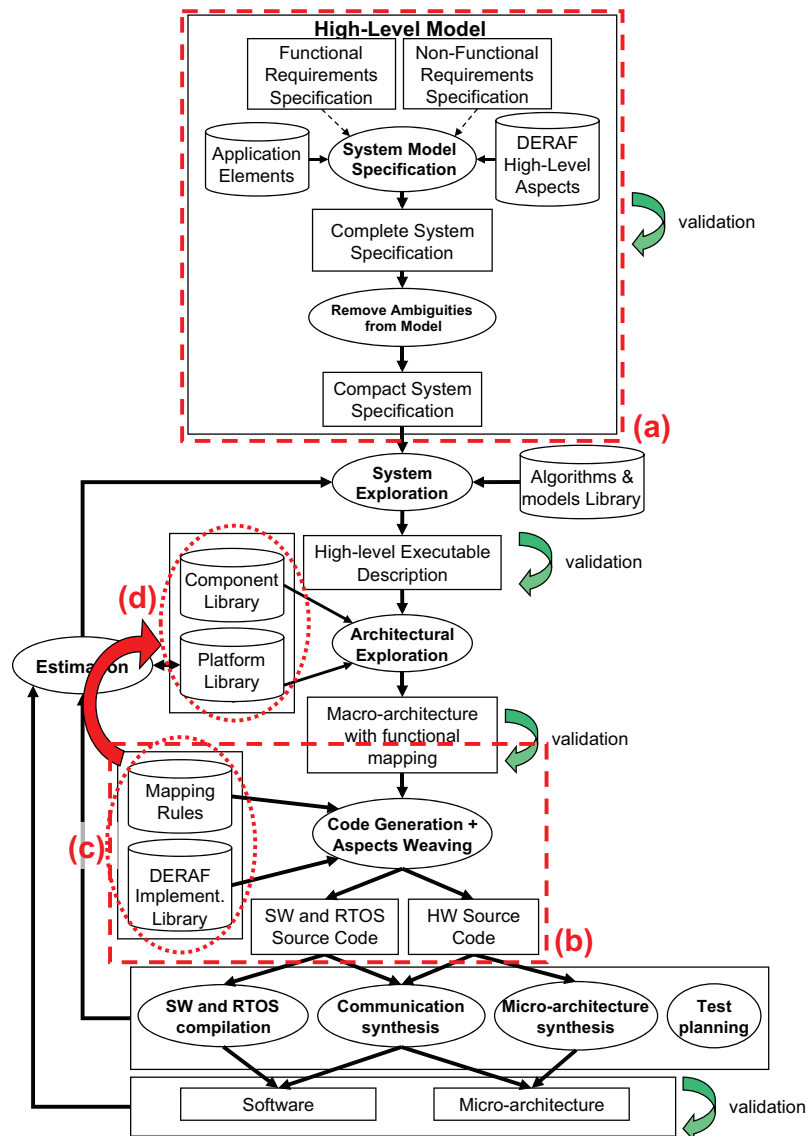 High-Level Model
Functional
Requirements
Specification
Non-Functional
Requirements
Specification
Application
Elements
System Model
Specification
DERAF
High-Level
Aspects
validation
Complete System
Specification
Remove Ambiguities
from Model
Compact System
Specification
(a)
System
Exploration
Algorithms &
models Library
High-level Executable
Description
validation
Component
Library
(d)
Architectural
Exploration
Estimation
Platform
Library
Macro-architecture
with functional
mapping
validation
Mapping
Rules
Code Generation +
Aspects Weaving
(c)
DERAF
Implement.
Library
SW and RTOS
Source Code
HW Source
Code
(b)
SW and RTOS
compilation
Communication
synthesis
Micro-architecture
synthesis
Test
planning
Software
Micro-architecture
validation